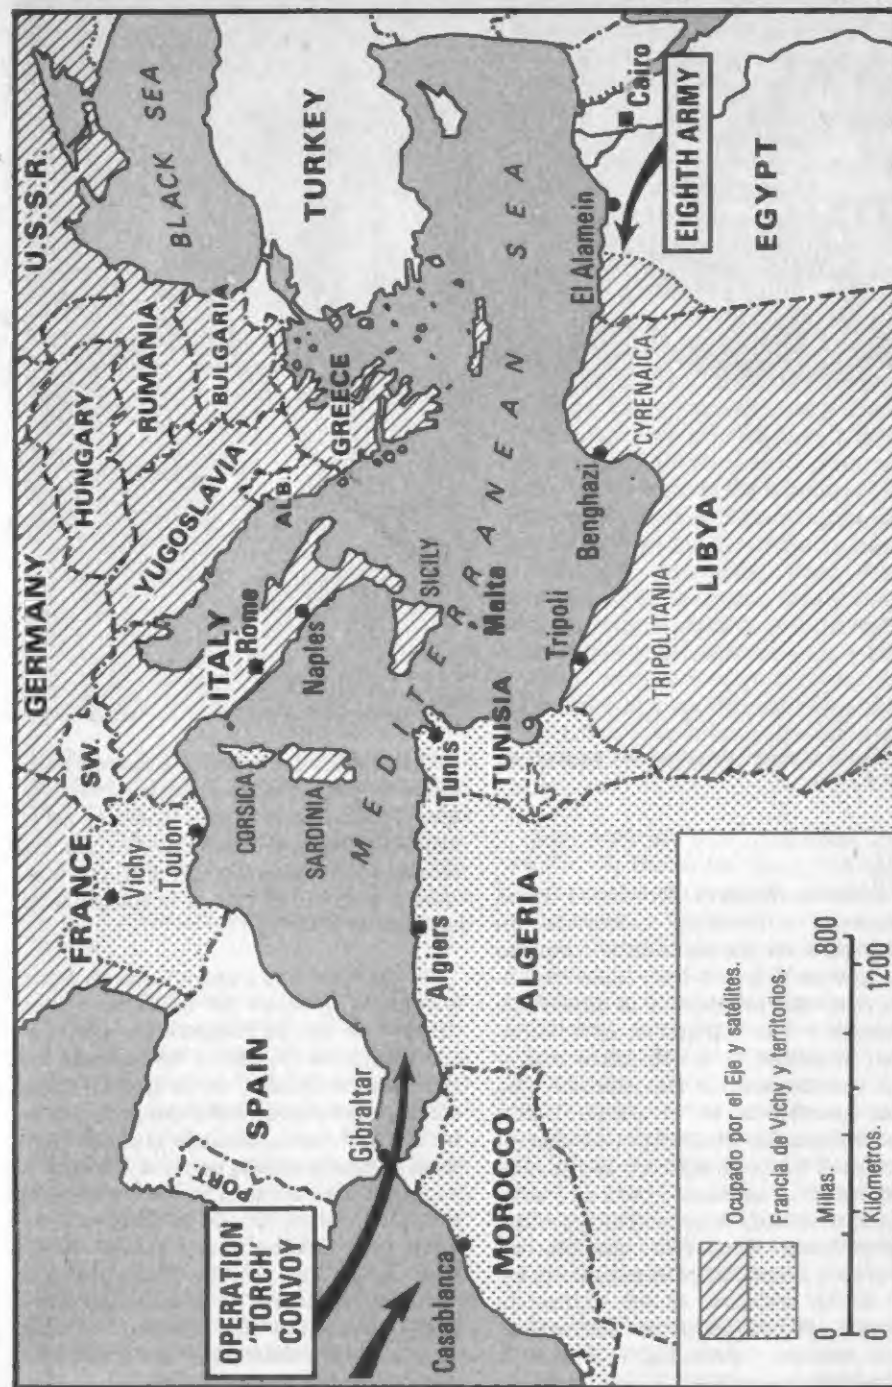 U.S.S.R.
BLACK SEA
GERMANY
HUNGARY
RUMANIA
BULGARIA
YUGOSLAVIA
ALB.
GREECE
TURKEY
FRANCE
SW.
Vichy
Toulon
ITALY
Rome
Naples
CORSICA
SARDINIA
SICILY
Malta
MEDITERRANEAN SEA
SPAIN
PORT.
Gibraltar
OPERATION
'TORCH'
CONVOY
Casablanca
MOROCCO
Algiers
ALGERIA
Tunis
TUNISIA
Tripoli
TRIPOLITANIA
LIBYA
Benghazi
CYRENAICA
El Alamein
Cairo
EIGHTH ARMY
EGYPT
Ocupado por el Eje y satélites.
Francia de Vichy y territorios.
0 Millas 800
0 Kilómetros. 1200